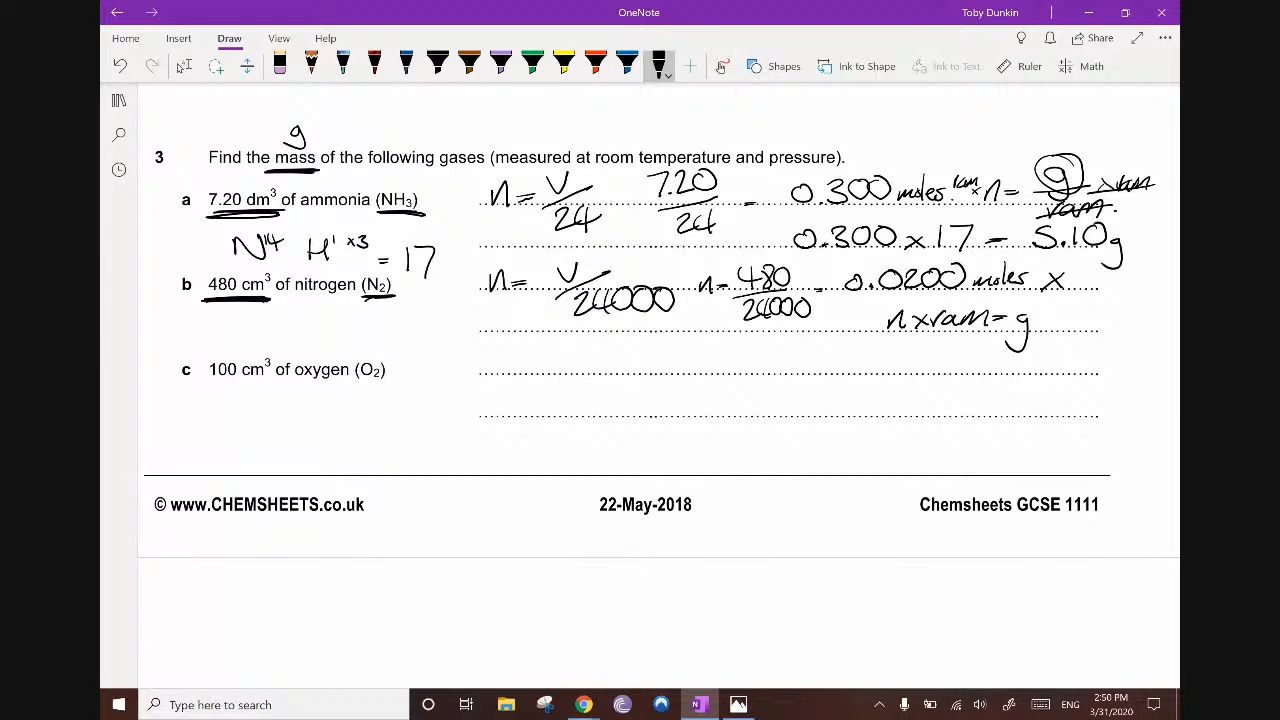 OneNote
Toby Dunkin
Home Insert Draw View Help
Share
Shapes Ink to Shape Ink to Text Ruler Math
g
3 Find the mass of the following gases (measured at room temperature and pressure).
a 7.20 dm³ of ammonia (NH₃) n = V/24 7.20/24 = 0.300 moles ram × n = g/ram × ram
N¹⁴ H¹ ×3 = 17 0.300 × 17 = 5.10g
b 480 cm³ of nitrogen (N₂) n = V/24000 n = 480/24000 = 0.0200 moles ×
n × ram = g
c 100 cm³ of oxygen (O₂)
© www.CHEMSHEETS.co.uk 22-May-2018 Chemsheets GCSE 1111
Type here to search
ENG
2:50 PM
3/31/2020